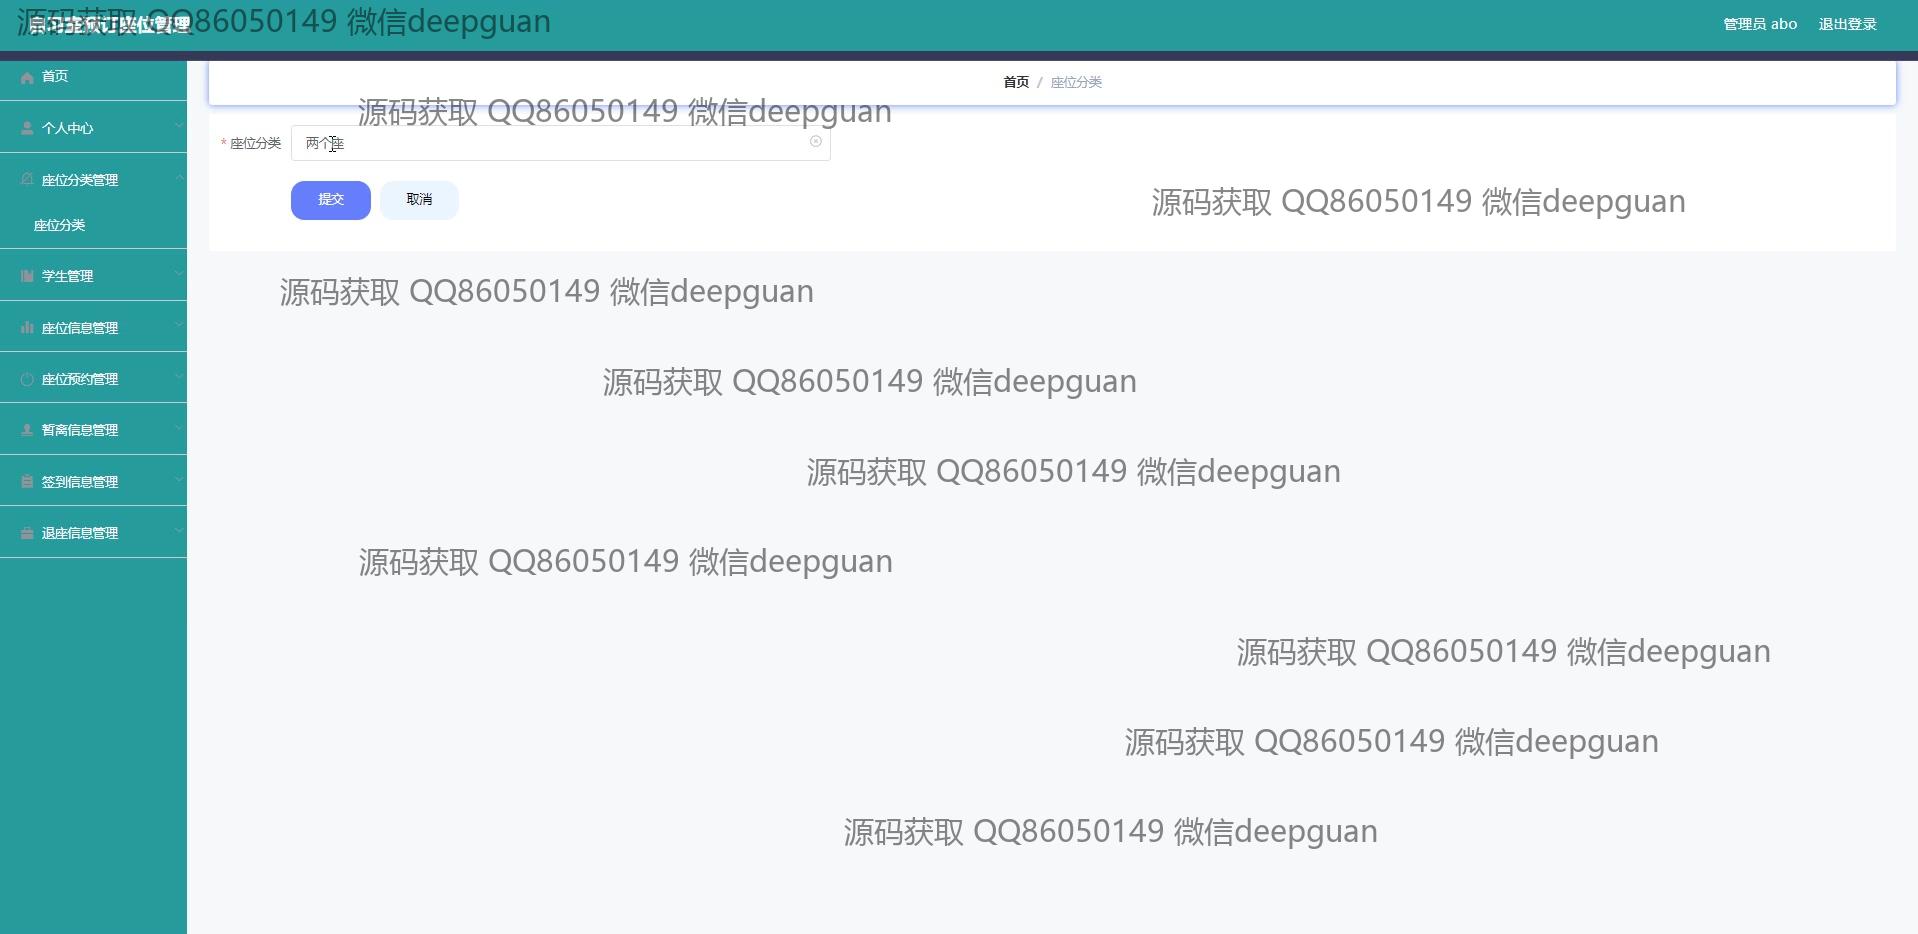 源码获取 QQ86050149 微信deepguan
管理员 abo
退出登录
首页
个人中心
座位分类管理
座位分类
学生管理
座位信息管理
座位预约管理
暂离信息管理
签到信息管理
退座信息管理
首页 / 座位分类
源码获取 QQ86050149 微信deepguan
* 座位分类 两个座
提交 取消
源码获取 QQ86050149 微信deepguan
源码获取 QQ86050149 微信deepguan
源码获取 QQ86050149 微信deepguan
源码获取 QQ86050149 微信deepguan
源码获取 QQ86050149 微信deepguan
源码获取 QQ86050149 微信deepguan
源码获取 QQ86050149 微信deepguan
源码获取 QQ86050149 微信deepguan